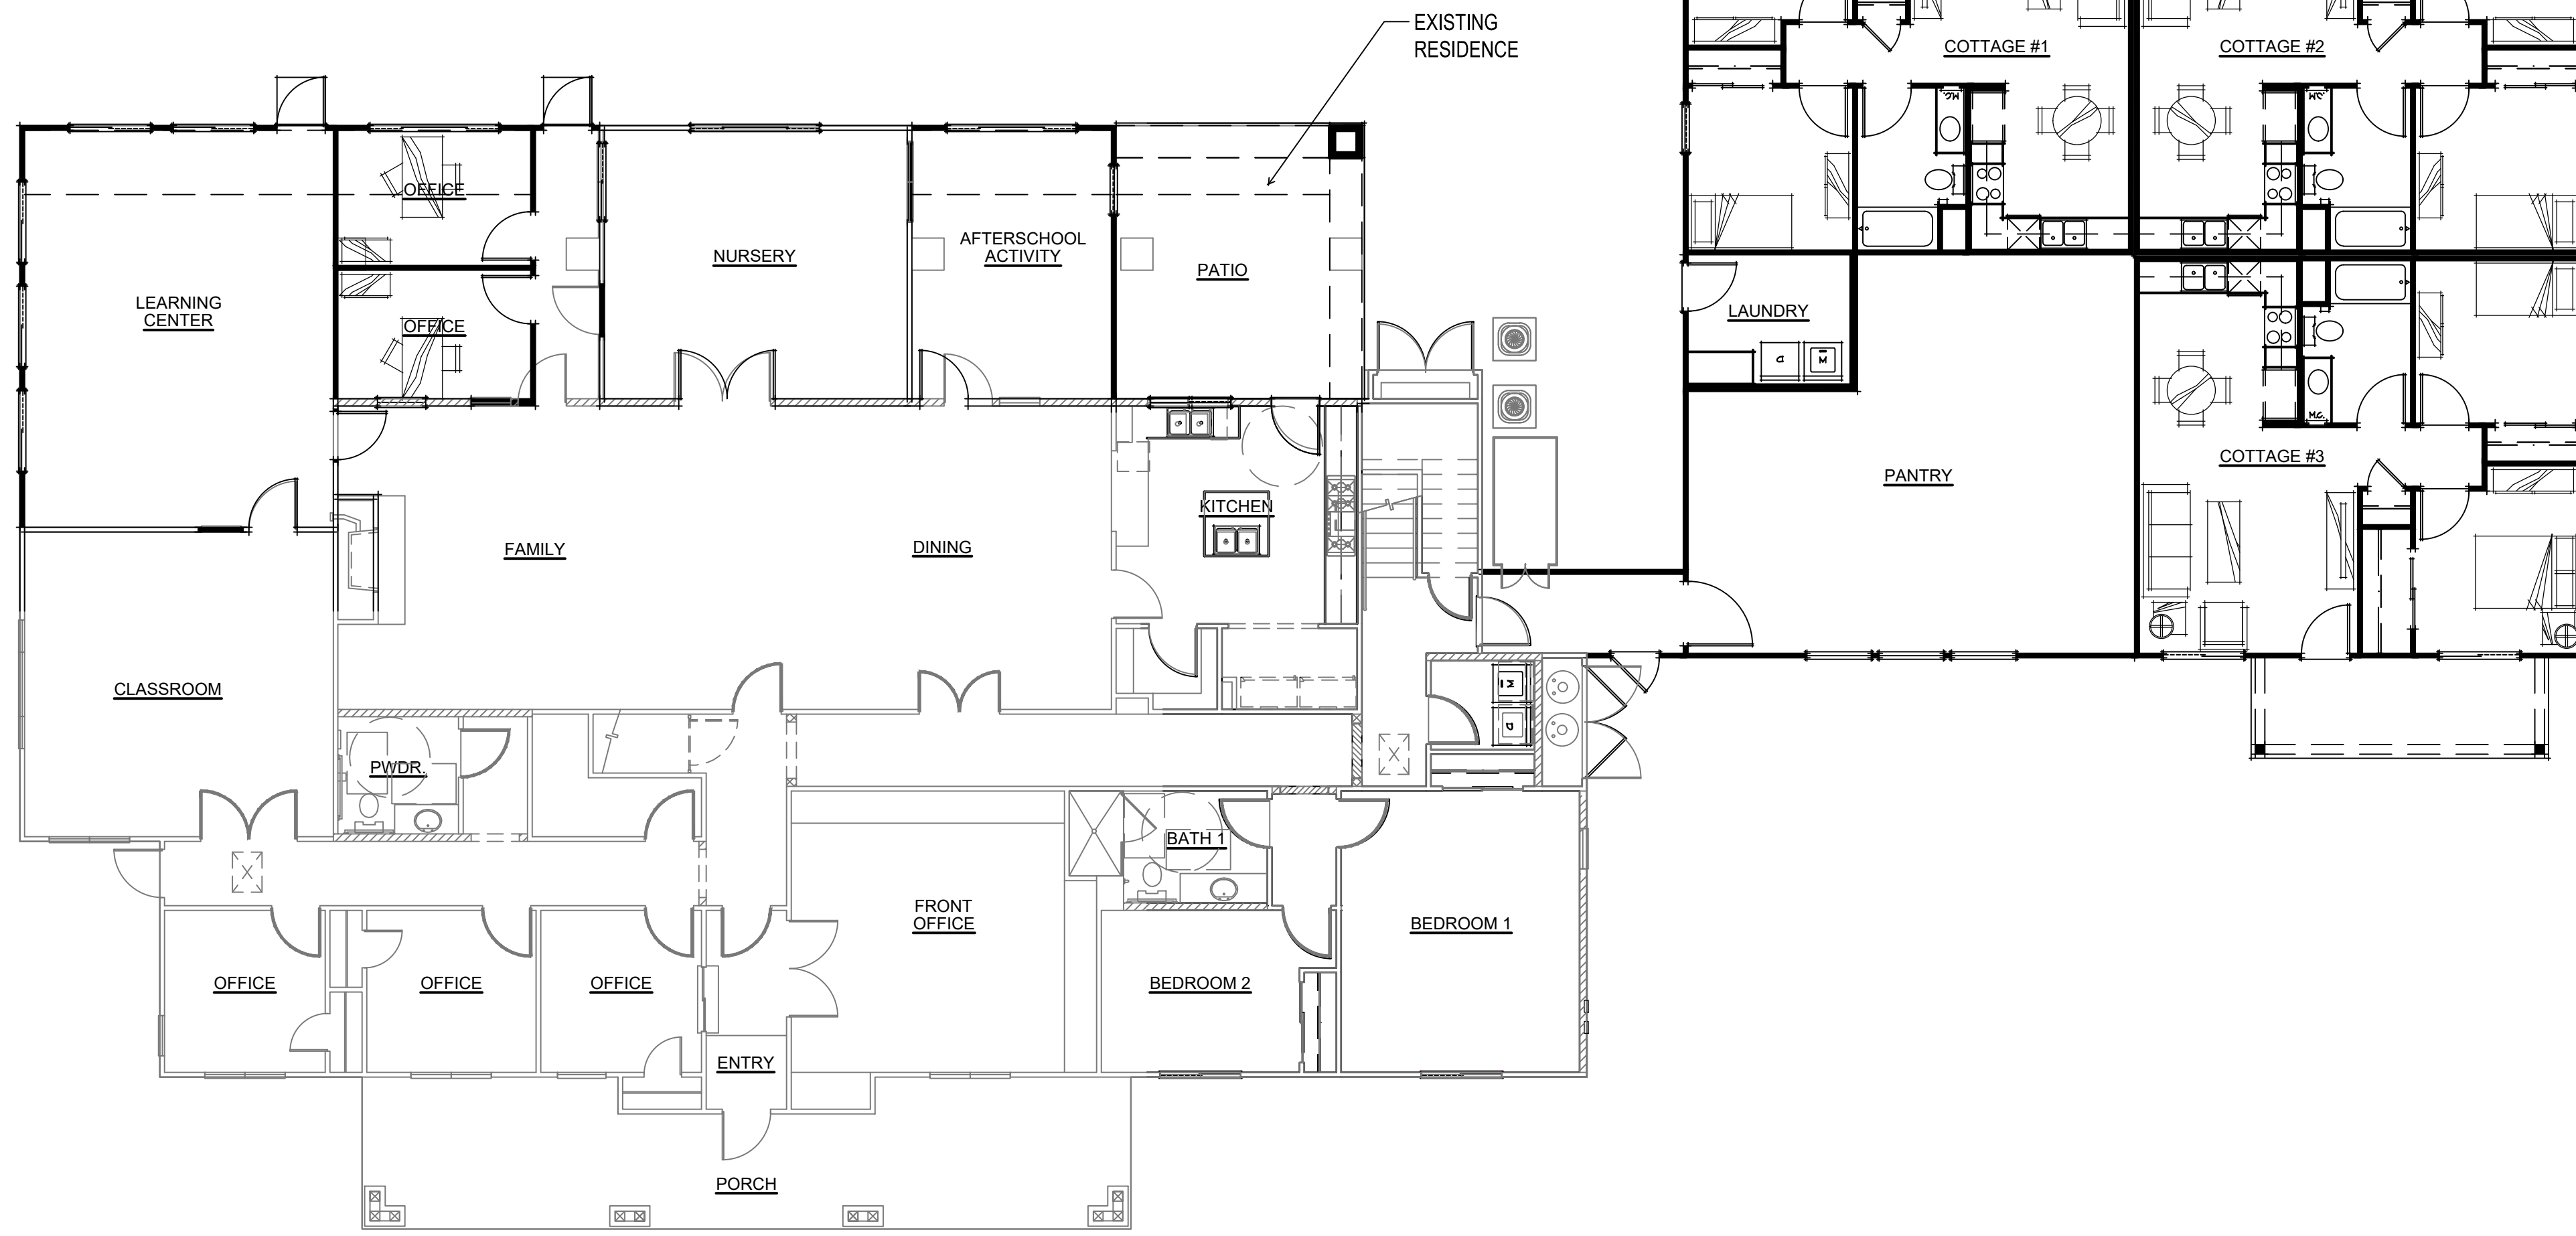 EXISTING
RESIDENCE
COTTAGE #1
COTTAGE #2
OFFICE
NURSERY
AFTERSCHOOL
ACTIVITY
PATIO
LEARNING
CENTER
OFFICE
LAUNDRY
D
M
KITCHEN
PANTRY
COTTAGE #3
M.C.
FAMILY
DINING
CLASSROOM
M
D
PWDR.
BATH 1
FRONT
OFFICE
BEDROOM 1
OFFICE
OFFICE
OFFICE
BEDROOM 2
ENTRY
PORCH